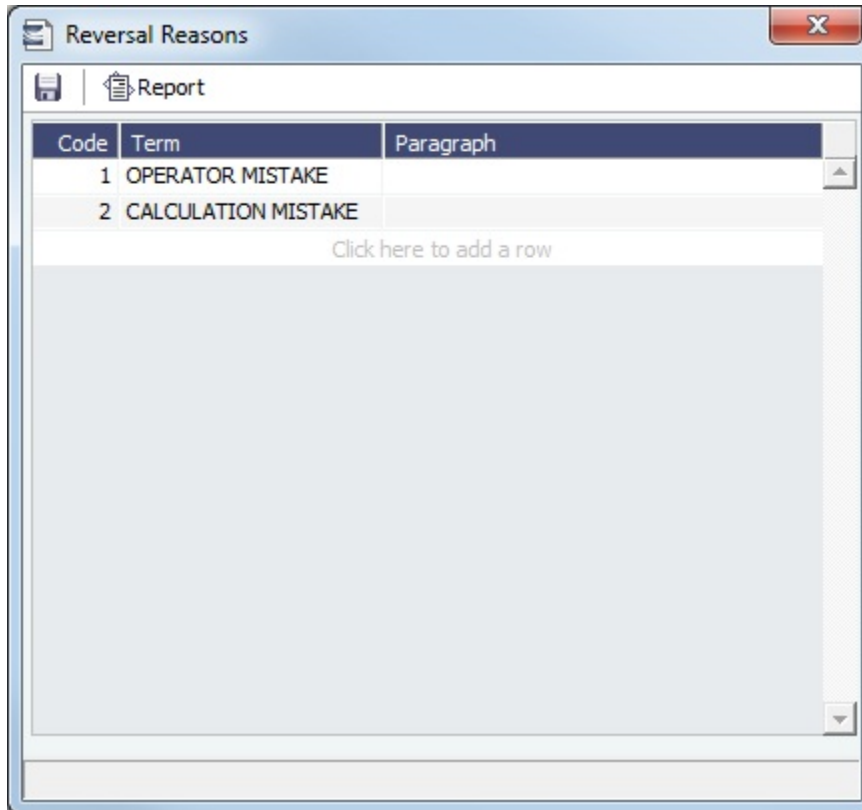 Reversal Reasons
Report
Code Term Paragraph
1 OPERATOR MISTAKE
2 CALCULATION MISTAKE
Click here to add a row